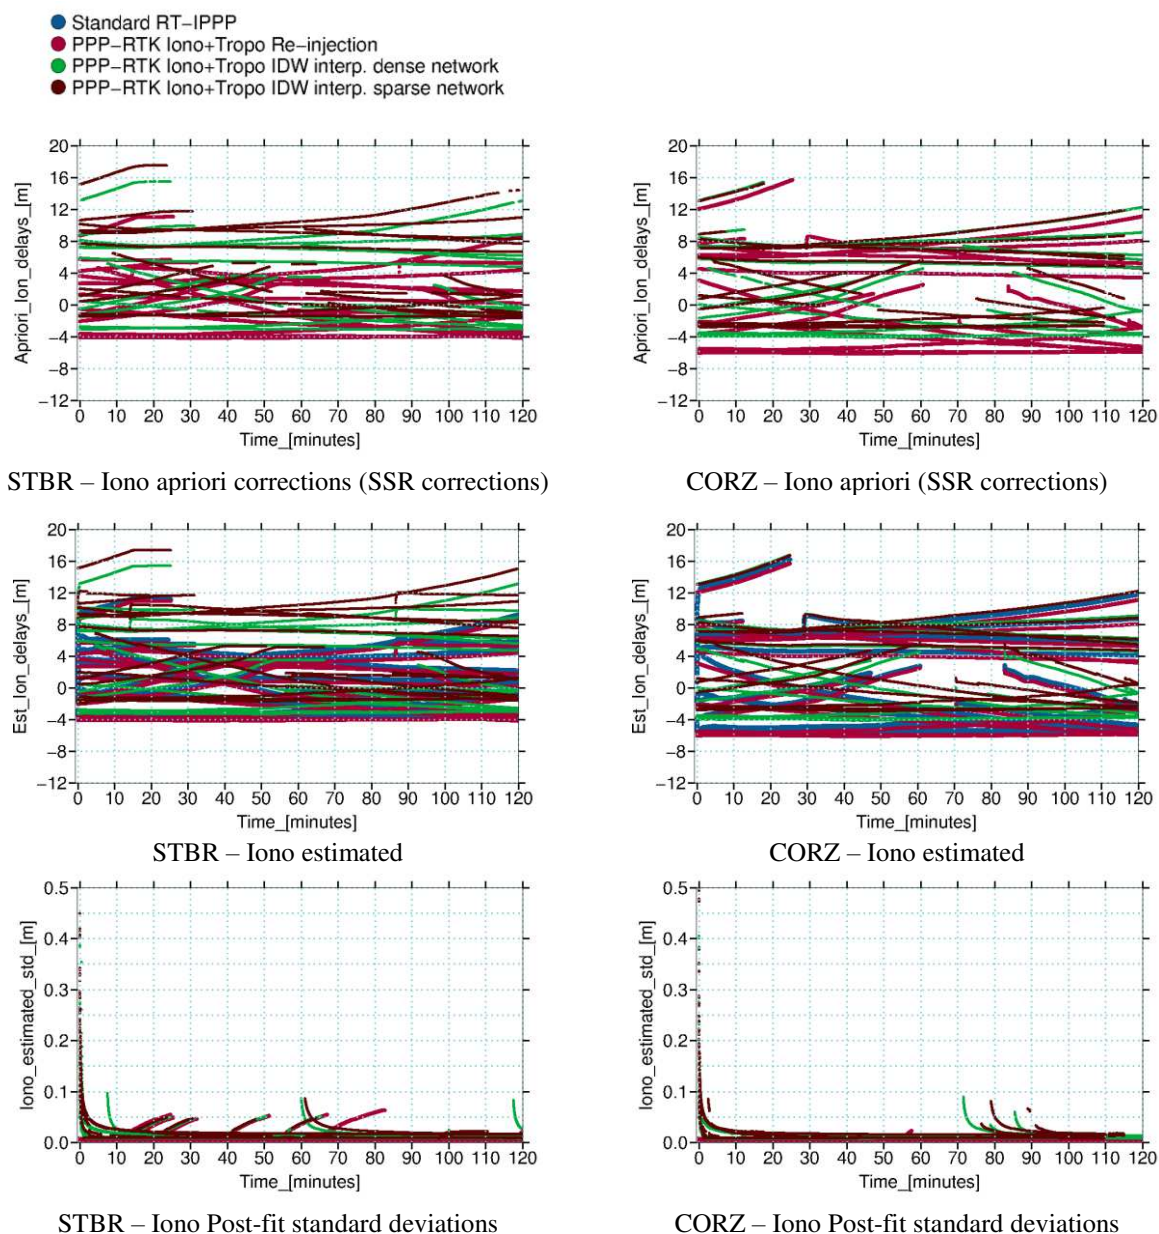 Standard RT−IPPP
PPP−RTK Iono+Tropo Re−injection
PPP−RTK Iono+Tropo IDW interp. dense network
PPP−RTK Iono+Tropo IDW interp. sparse network
Apriori_Ion_delays_[m]
20
16
12
8
4
0
−4
−8
−12
0 10 20 30 40 50 60 70 80 90 100 110 120
Time_[minutes]
STBR – Iono apriori corrections (SSR corrections)
Apriori_Ion_delays_[m]
20
16
12
8
4
0
−4
−8
−12
0 10 20 30 40 50 60 70 80 90 100 110 120
Time_[minutes]
CORZ – Iono apriori (SSR corrections)
Est_Ion_delays_[m]
20
16
12
8
4
0
−4
−8
−12
0 10 20 30 40 50 60 70 80 90 100 110 120
Time_[minutes]
STBR – Iono estimated
Est_Ion_delays_[m]
20
16
12
8
4
0
−4
−8
−12
0 10 20 30 40 50 60 70 80 90 100 110 120
Time_[minutes]
CORZ – Iono estimated
Iono_estimated_std_[m]
0.5
0.4
0.3
0.2
0.1
0.0
0 10 20 30 40 50 60 70 80 90 100 110 120
Time_[minutes]
STBR – Iono Post-fit standard deviations
Iono_estimated_std_[m]
0.5
0.4
0.3
0.2
0.1
0.0
0 10 20 30 40 50 60 70 80 90 100 110 120
Time_[minutes]
CORZ – Iono Post-fit standard deviations